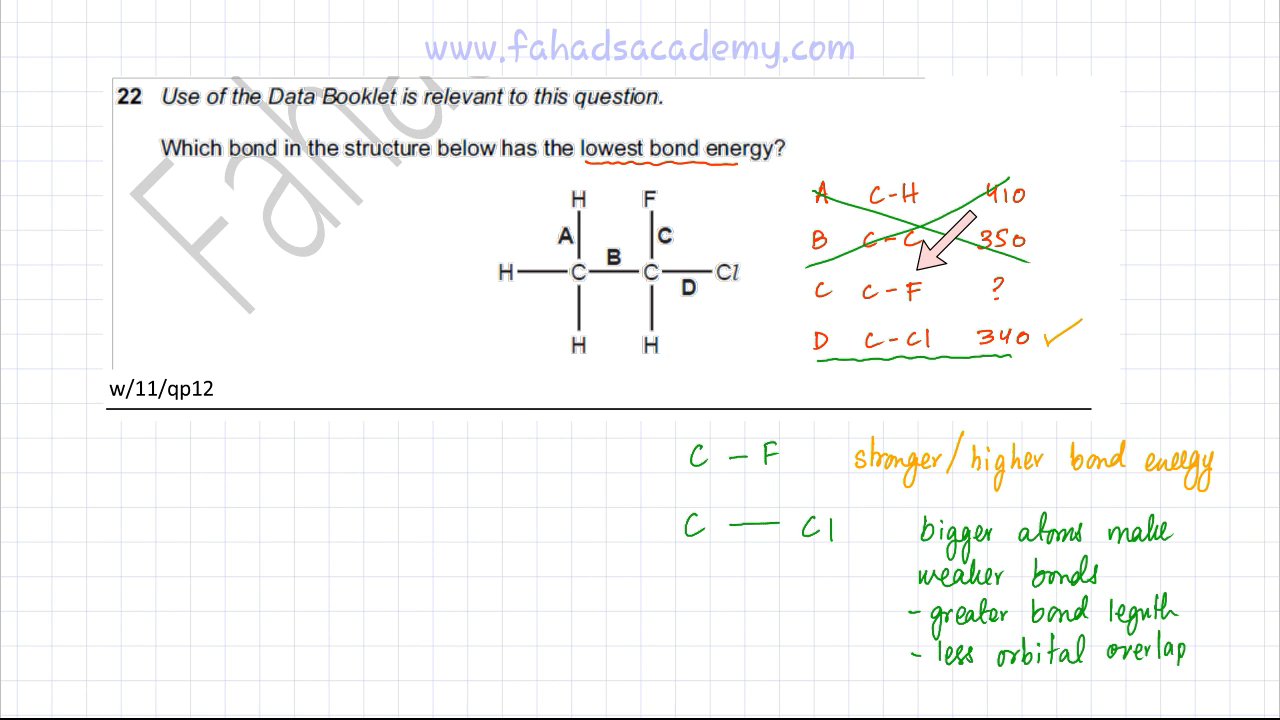 www.fahadsacademy.com
Faha
22 Use of the Data Booklet is relevant to this question.
Which bond in the structure below has the lowest bond energy?
H F
A C
B
H C C Cl
D
H H
A C-H 410
B C-C 350
C C-F ?
D C-Cl 340
w/11/qp12
C - F stronger/higher bond energy
C — Cl bigger atoms make
weaker bonds
- greater bond legnth
- less orbital overlap